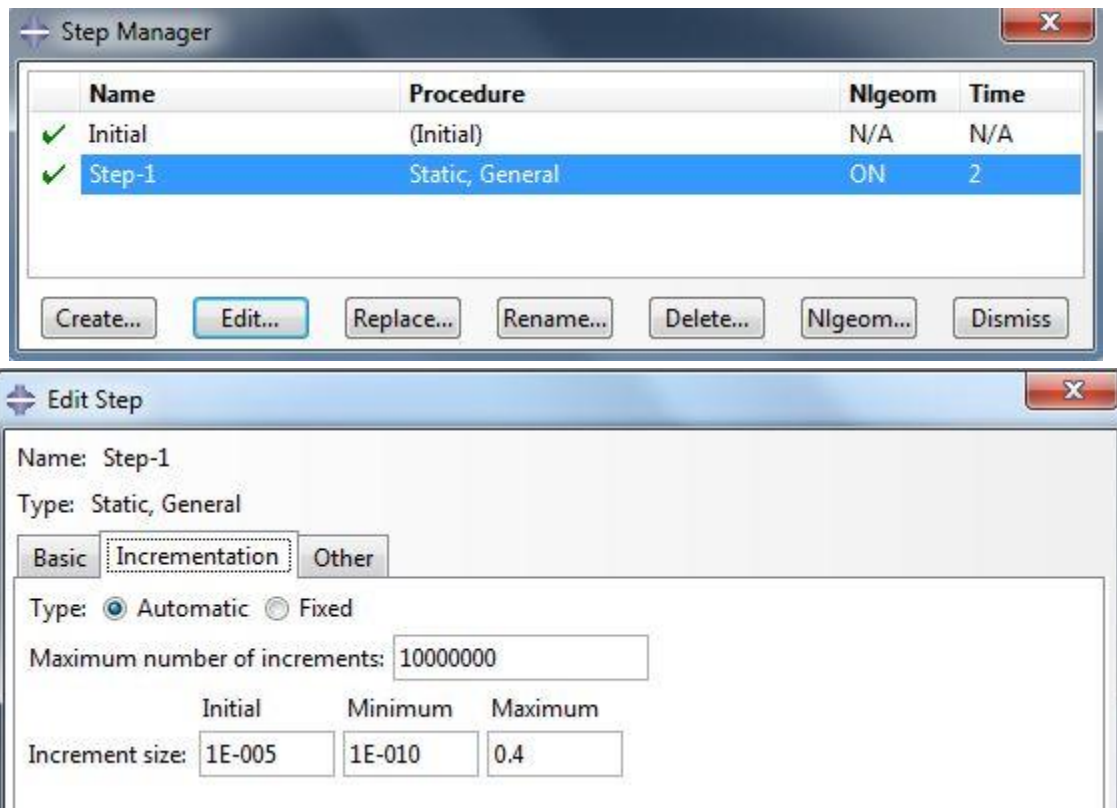 Step Manager
Name Procedure Nlgeom Time
Initial (Initial) N/A N/A
Step-1 Static, General ON 2
Create... Edit... Replace... Rename... Delete... Nlgeom... Dismiss
Edit Step
Name: Step-1
Type: Static, General
Basic Incrementation Other
Type: Automatic Fixed
Maximum number of increments: 10000000
Initial Minimum Maximum
Increment size: 1E-005 1E-010 0.4